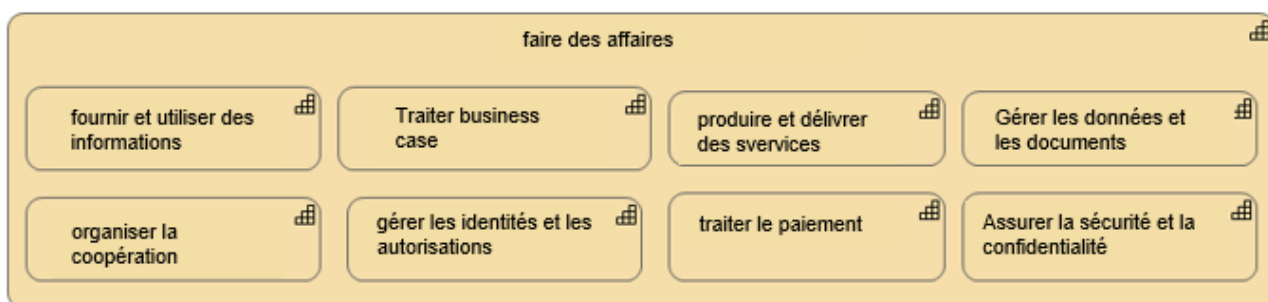 faire des affaires
fournir et utiliser des
informations
Traiter business
case
produire et délivrer
des svervices
Gérer les données et
les documents
organiser la
coopération
gérer les identités et les
autorisations
traiter le paiement
Assurer la sécurité et la
confidentialité